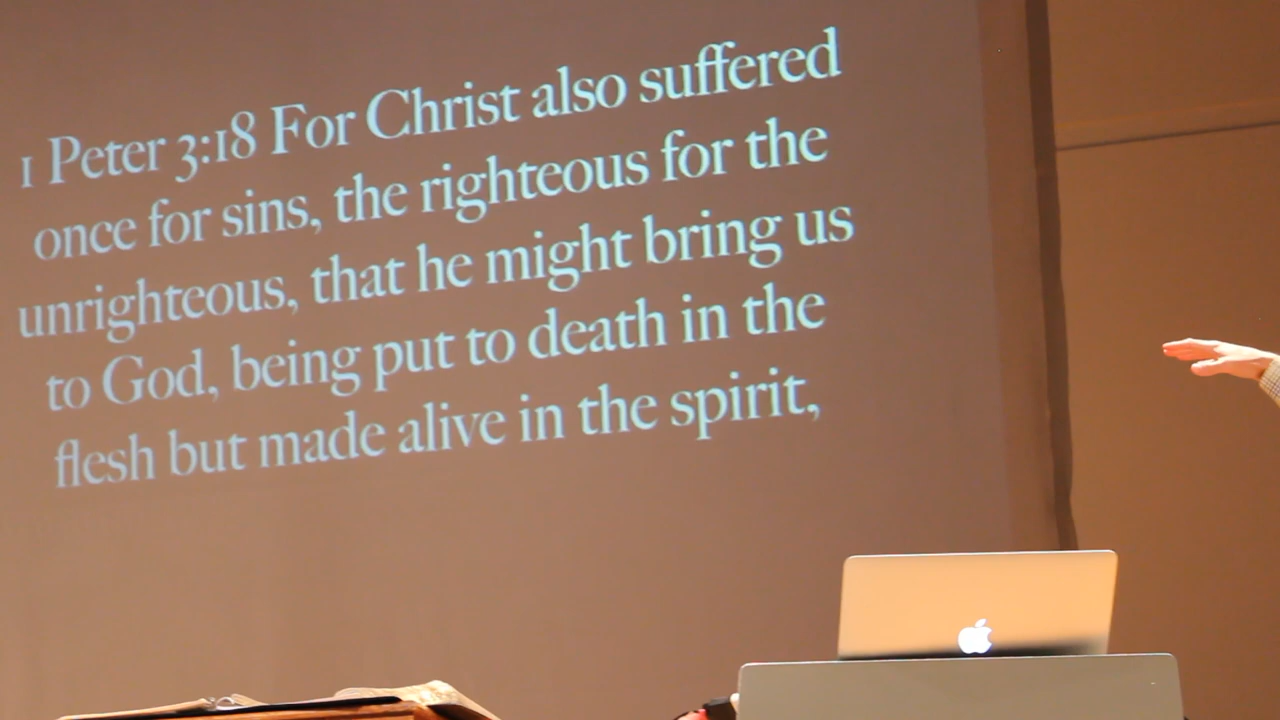 1 Peter 3:18 For Christ also suffered
once for sins, the righteous for the
unrighteous, that he might bring us
to God, being put to death in the
flesh but made alive in the spirit,